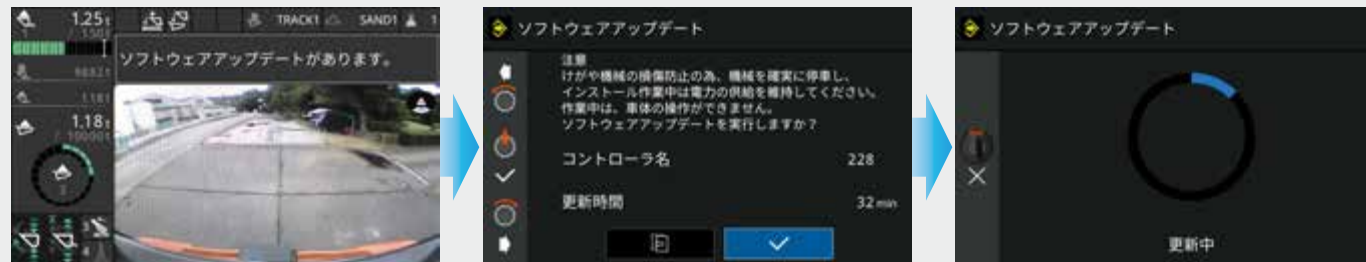 1.25t
TRACK1
SAND1
1
ソフトウェアアップデートがあります。
1.18t
ソフトウェアアップデート
注意
けがや機械の損傷防止の為、機械を確実に停車し、
インストール作業中は電力の供給を維持してください。
作業中は、車体の操作ができません。
ソフトウェアアップデートを実行しますか?
コントローラ名 228
更新時間 32 min
ソフトウェアアップデート
更新中